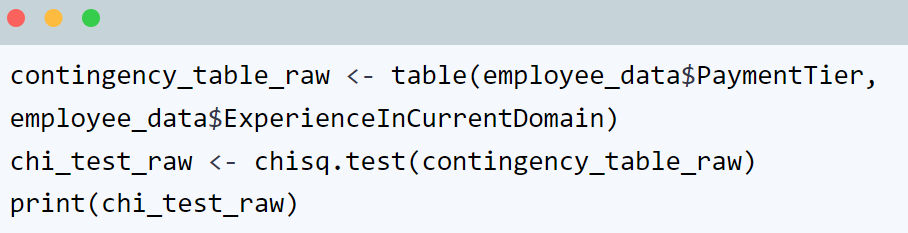 contingency_table_raw <- table(employee_data$PaymentTier,
employee_data$ExperienceInCurrentDomain)
chi_test_raw <- chisq.test(contingency_table_raw)
print(chi_test_raw)